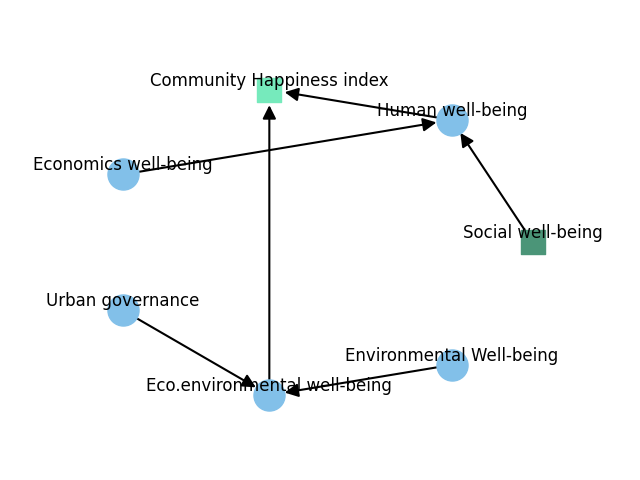 Community Happiness index
Human well-being
Economics well-being
Social well-being
Urban governance
Environmental Well-being
Eco.environmental well-being